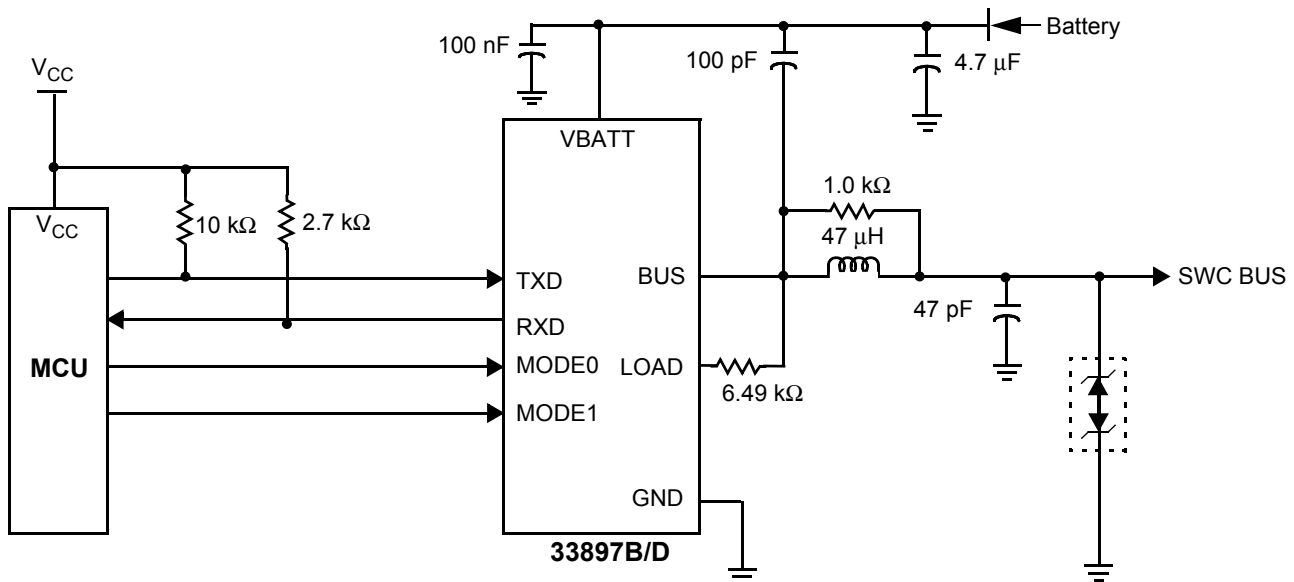 Battery
100 nF
100 pF
4.7 μF
VCC
VBATT
1.0 kΩ
VCC
10 kΩ
2.7 kΩ
47 μH
TXD
BUS
SWC BUS
47 pF
RXD
MCU
MODE0
LOAD
6.49 kΩ
MODE1
GND
33897B/D